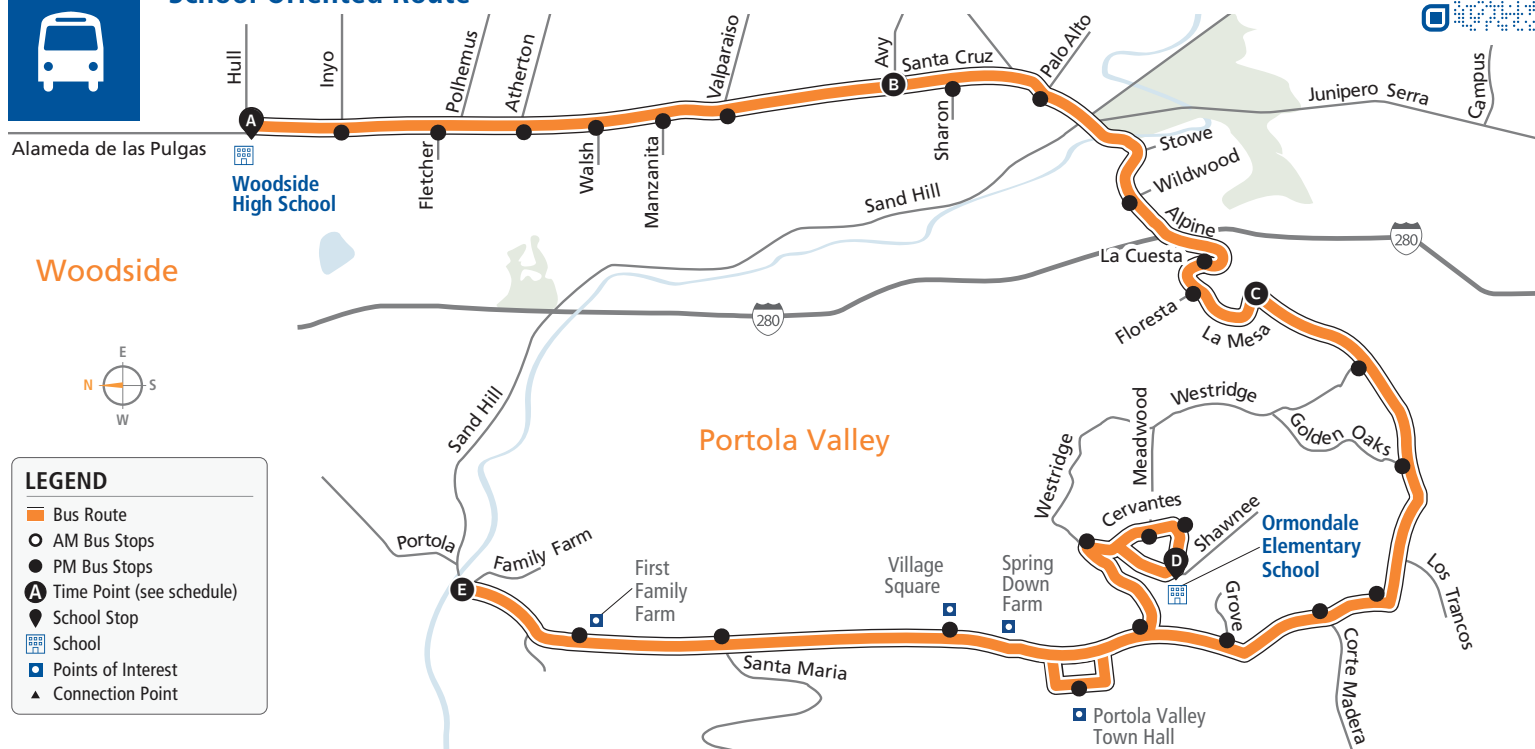 School-Oriented Route
Hull
Inyo
Polhemus
Atherton
Valparaiso
Avy
Santa Cruz
Palo Alto
Junipero Serra
Campus
A
B
Alameda de las Pulgas
Woodside
High School
Fletcher
Walsh
Manzanita
Sharon
Stowe
Wildwood
Sand Hill
Alpine
280
La Cuesta
Woodside
C
Floresta
La Mesa
280
E
N
S
W
Westridge
Meadwood
Golden Oaks
Sand Hill
Portola Valley
Westridge
Cervantes
Shawnee
Ormondale
Elementary
School
D
LEGEND
Bus Route
AM Bus Stops
PM Bus Stops
A Time Point (see schedule)
School Stop
School
Points of Interest
Connection Point
Portola
Family Farm
E
First
Family
Farm
Village
Square
Spring
Down
Farm
Grove
Los Trancos
Santa Maria
Corte Madera
Portola Valley
Town Hall